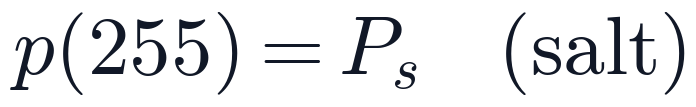 p(255) = P_s (salt)